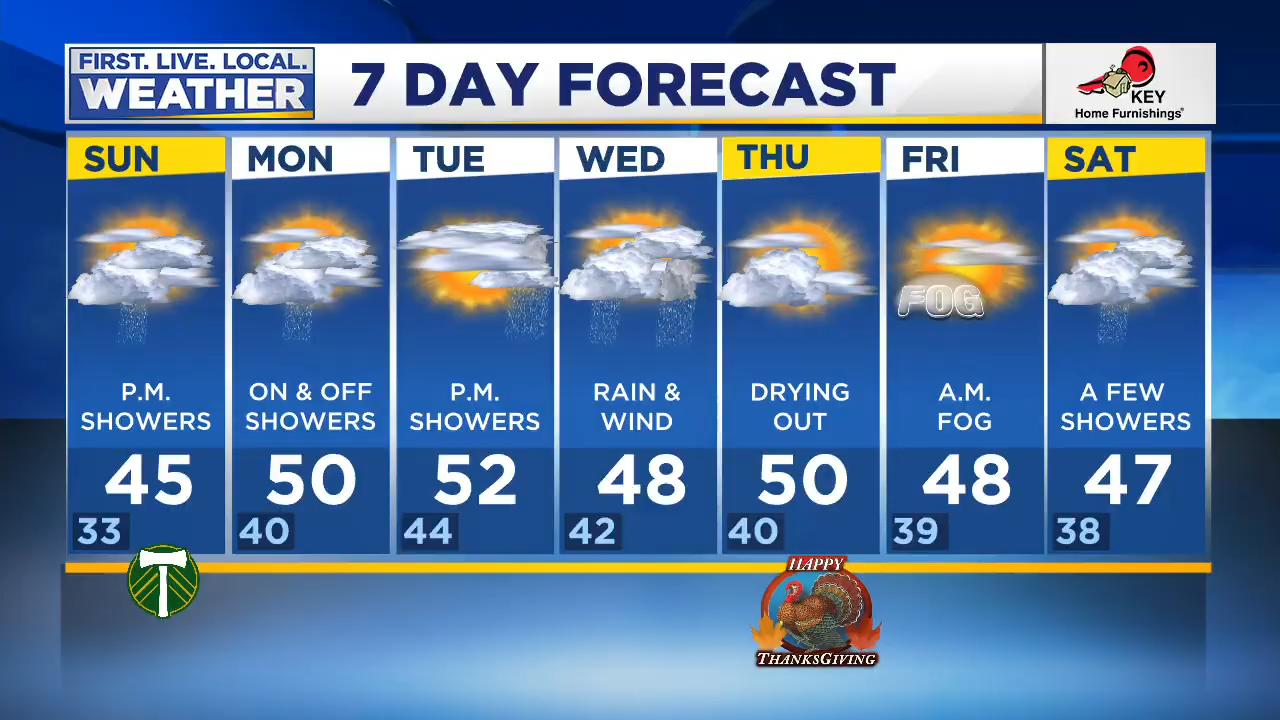 FIRST. LIVE. LOCAL.
WEATHER
7 DAY FORECAST
KEY
Home Furnishings®
SUN
MON
TUE
WED
THU
FRI
SAT
FOG
P.M.
SHOWERS
ON & OFF
SHOWERS
P.M.
SHOWERS
RAIN &
WIND
DRYING
OUT
A.M.
FOG
A FEW
SHOWERS
45
50
52
48
50
48
47
33
40
44
42
40
39
38
T
HAPPY
THANKSGIVING